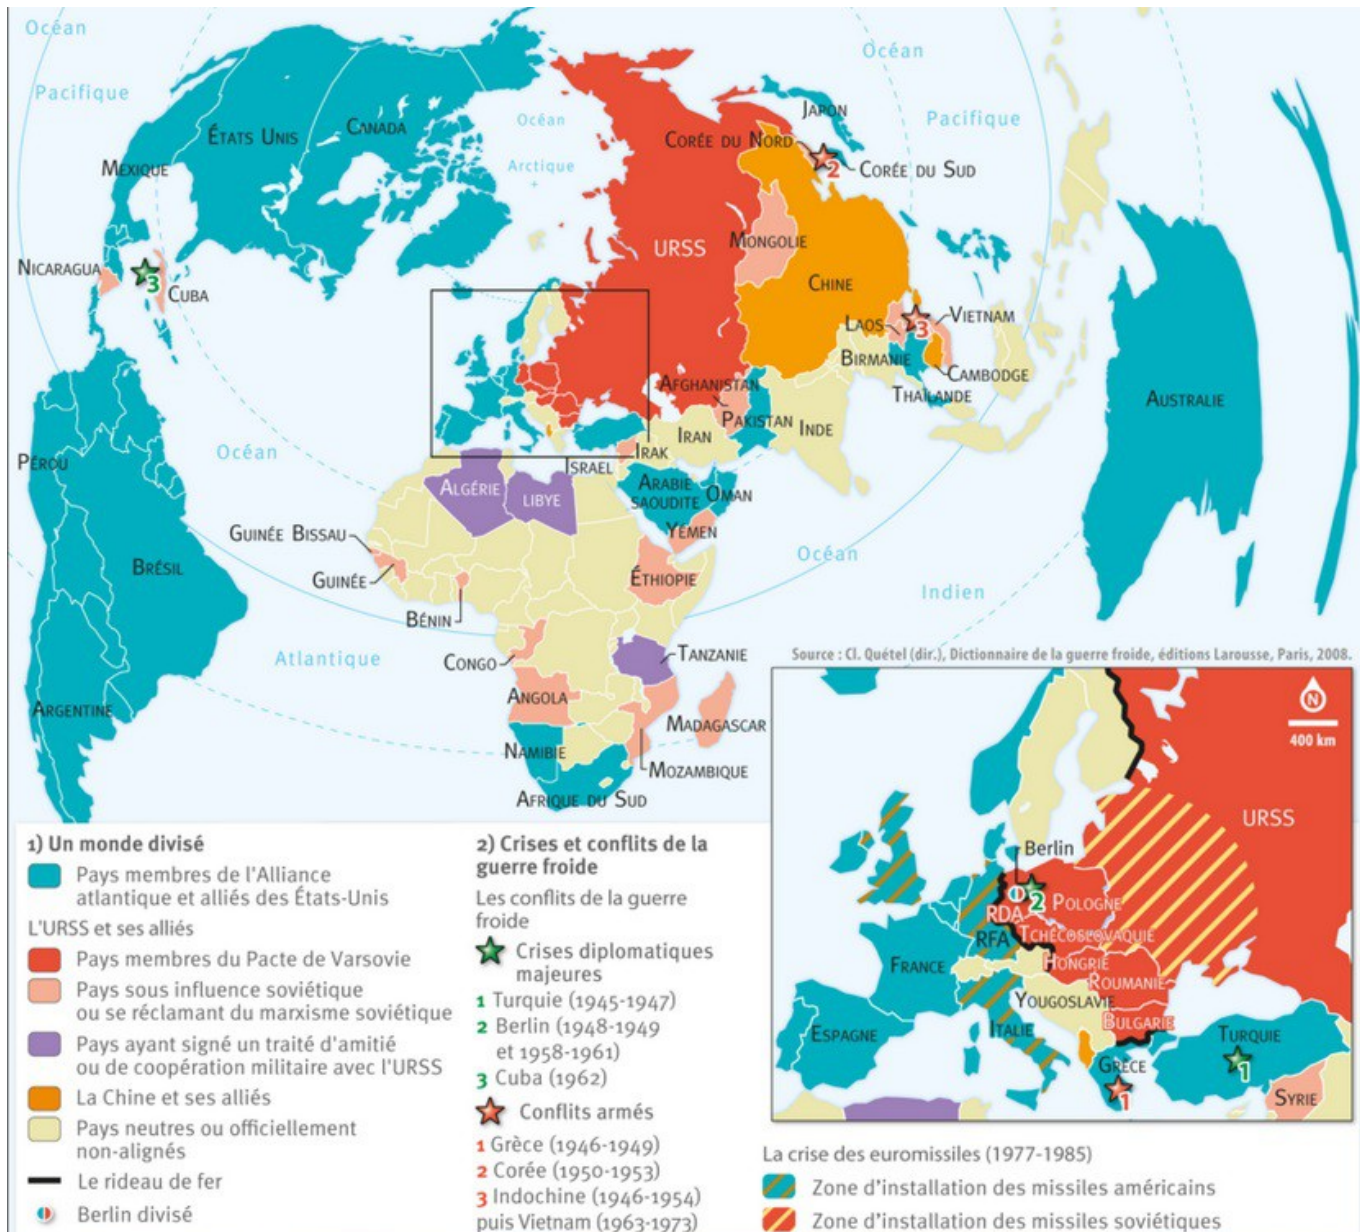 Océan
Pacifique
Océan
Arctique
Océan
Pacifique
États Unis
Canada
Mexique
Japon
Corée du Nord
2
Corée du Sud
URSS
Mongolie
Nicaragua
3
Cuba
Chine
Laos
3
Vietnam
Birmanie
Cambodge
Thaïlande
Afghanistan
Pakistan
Inde
Australie
Iran
Irak
Israel
Océan
Pérou
Algérie
Libye
Arabie
saoudite
Oman
Yémen
Guinée Bissau
Guinée
Bénin
Éthiopie
Océan
Indien
Brésil
Atlantique
Congo
Tanzanie
Angola
Madagascar
Argentine
Namibie
Mozambique
Afrique du Sud
Source : Cl. Quétel (dir.), Dictionnaire de la guerre froide, éditions Larousse, Paris, 2008.
N
400 km
URSS
Berlin
2
Pologne
RDA
Tchécoslovaquie
RFA
Hongrie
France
Roumanie
Yougoslavie
Bulgarie
Espagne
Italie
Turquie
1
Grèce
1
Syrie
1) Un monde divisé
Pays membres de l'Alliance
atlantique et alliés des États-Unis
L'URSS et ses alliés
Pays membres du Pacte de Varsovie
Pays sous influence soviétique
ou se réclamant du marxisme soviétique
Pays ayant signé un traité d'amitié
ou de coopération militaire avec l'URSS
La Chine et ses alliés
Pays neutres ou officiellement
non-alignés
Le rideau de fer
Berlin divisé
2) Crises et conflits de la
guerre froide
Les conflits de la guerre
froide
Crises diplomatiques
majeures
1 Turquie (1945-1947)
2 Berlin (1948-1949
et 1958-1961)
3 Cuba (1962)
Conflits armés
1 Grèce (1946-1949)
2 Corée (1950-1953)
3 Indochine (1946-1954)
puis Vietnam (1963-1973)
La crise des euromissiles (1977-1985)
Zone d'installation des missiles américains
Zone d'installation des missiles soviétiques